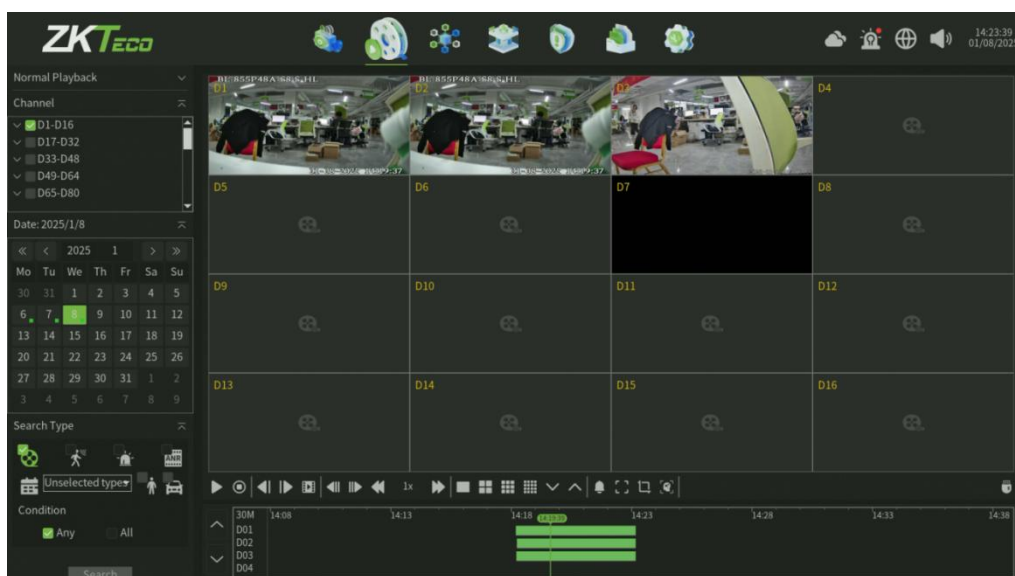 ZKTECO
14:23:39
01/08/202
Normal Playback
Channel
D1-D16
D17-D32
D33-D48
D49-D64
D65-D80
Date: 2025/1/8
2025 1
Mo Tu We Th Fr Sa Su
30 31 1 2 3 4 5
6 7 8 9 10 11 12
13 14 15 16 17 18 19
20 21 22 23 24 25 26
27 28 29 30 31 1 2
3 4 5 6 7 8 9
Search Type
ANR
Unselected types
Condition
Any All
Search
D1 D2 D3 D4
D5 D6 D7 D8
D9 D10 D11 D12
D13 D14 D15 D16
1x
30M 14:08 14:13 14:18 14:23 14:28 14:33 14:38
D01
D02
D03
D04